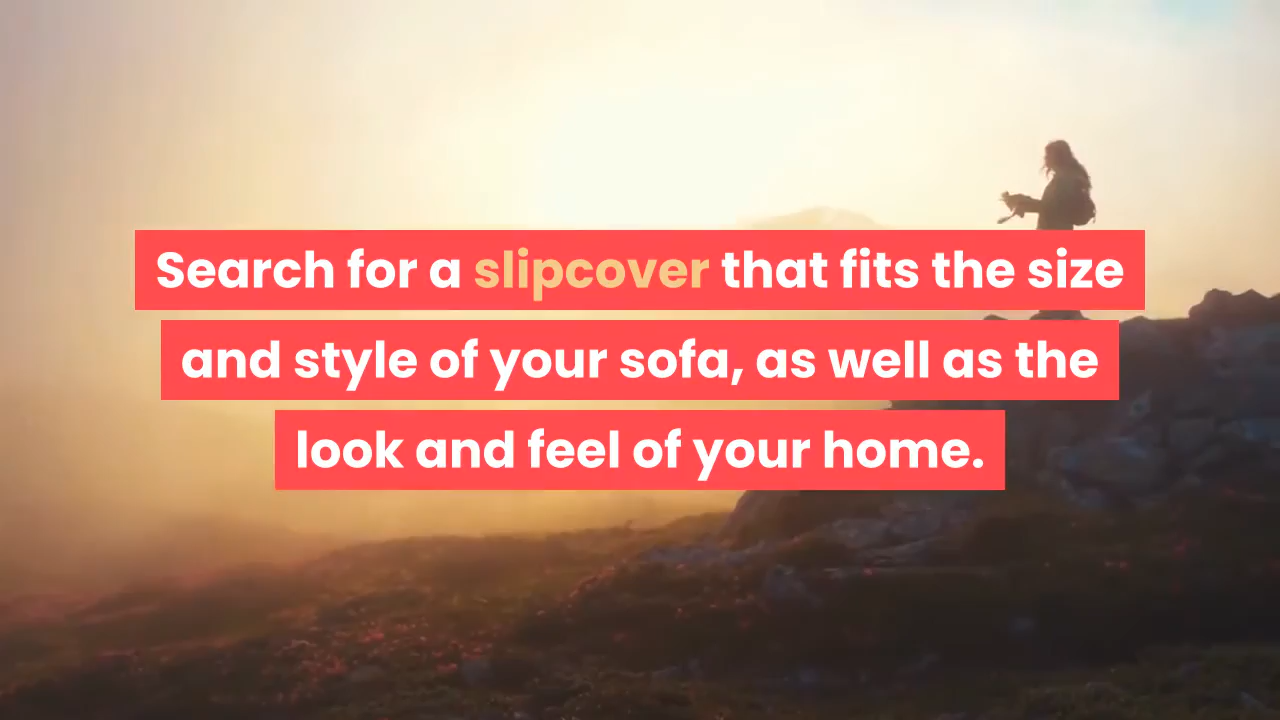 Search for a slipcover that fits the size
and style of your sofa, as well as the
look and feel of your home.